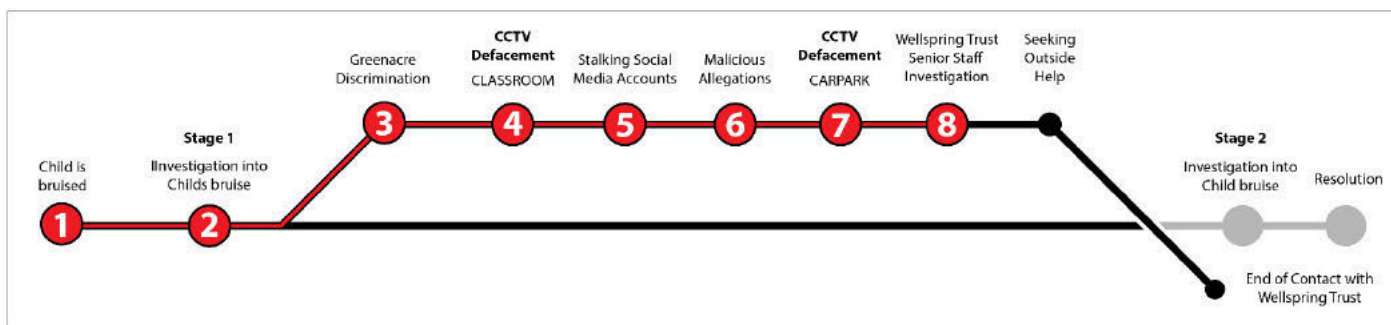 Child is
bruised
1
Stage 1
IInvestigation into
Childs bruise
2
Greenacre
Discrimination
3
CCTV
Defacement
CLASSROOM
4
Stalking Social
Media Accounts
5
Malicious
Allegations
6
CCTV
Defacement
CARPARK
7
Wellspring Trust
Senior Staff
Investigation
8
Seeking
Outside
Help
Stage 2
Investigation into
Child bruise
Resolution
End of Contact with
Wellspring Trust